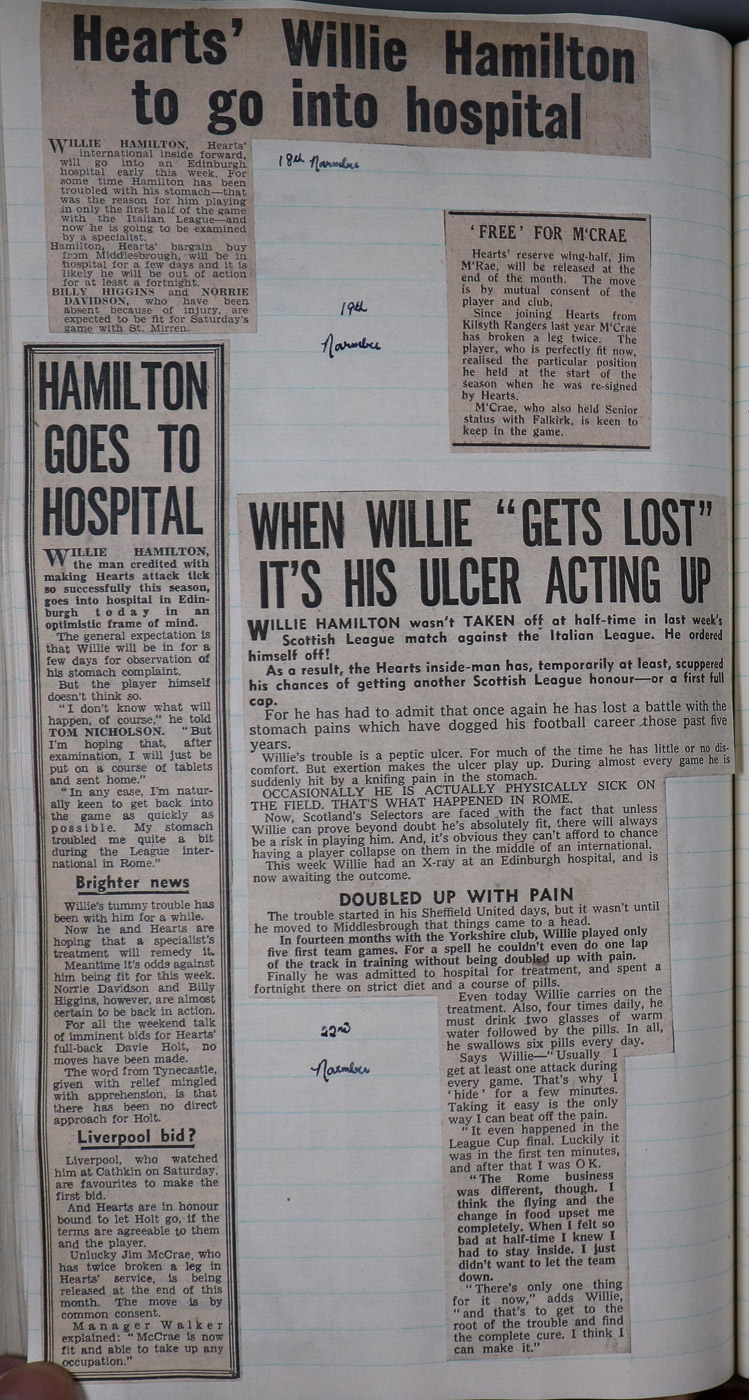 Hearts' Willie Hamilton
to go into hospital
WILLIE HAMILTON, Hearts'
international inside forward,
will go into an Edinburgh
hospital early this week. For
some time Hamilton has been
troubled with his stomach—that
was the reason for him playing
in only the first half of the game
with the Italian League—and
now he is going to be examined
by a specialist.
Hamilton, Hearts' bargain buy
from Middlesbrough, will be in
hospital for a few days and it is
likely he will be out of action
for at least a fortnight.
BILLY HIGGINS and NORRIE
DAVIDSON, who have been
absent because of injury, are
expected to be fit for Saturday's
game with St. Mirren.
18th November
'FREE' FOR M'CRAE
Hearts' reserve wing-half, Jim
M'Rae, will be released at the
end of the month. The move
is by mutual consent of the
player and club.
Since joining Hearts from
Kilsyth Rangers last year M'Crae
has broken a leg twice. The
player, who is perfectly fit now,
realised the particular position
he held at the start of the
season when he was re-signed
by Hearts.
M'Crae, who also held Senior
status with Falkirk, is keen to
keep in the game.
19th
November
HAMILTON
GOES TO
HOSPITAL
WILLIE HAMILTON,
the man credited with
making Hearts attack tick
so successfully this season,
goes into hospital in Edin-
burgh today in an
optimistic frame of mind.
The general expectation is
that Willie will be in for a
few days for observation of
his stomach complaint.
But the player himself
doesn't think so.
"I don't know what will
happen, of course," he told
TOM NICHOLSON. "But
I'm hoping that, after
examination, I will just be
put on a course of tablets
and sent home."
"In any case, I'm natur-
ally keen to get back into
the game as quickly as
possible. My stomach
troubled me quite a bit
during the League inter-
national in Rome."
Brighter news
Willie's tummy trouble has
been with him for a while.
Now he and Hearts are
hoping that a specialist's
treatment will remedy it.
Meantime it's odds against
him being fit for this week.
Norrie Davidson and Billy
Higgins, however, are almost
certain to be back in action.
For all the weekend talk
of imminent bids for Hearts'
full-back Davie Holt, no
moves have been made.
The word from Tynecastle,
given with relief mingled
with apprehension, is that
there has been no direct
approach for Holt.
Liverpool bid?
Liverpool, who watched
him at Cathkin on Saturday,
are favourites to make the
first bid.
And Hearts are in honour
bound to let Holt go, if the
terms are agreeable to them
and the player.
Unlucky Jim McCrae, who
has twice broken a leg in
Hearts' service, is being
released at the end of this
month. The move is by
common consent.
Manager Walker
explained: "McCrae is now
fit and able to take up any
occupation."
WHEN WILLIE "GETS LOST"
IT'S HIS ULCER ACTING UP
WILLIE HAMILTON wasn't TAKEN off at half-time in last week's
Scottish League match against the Italian League. He ordered
himself off!
As a result, the Hearts inside-man has, temporarily at least, scuppered
his chances of getting another Scottish League honour—or a first full
cap.
For he has had to admit that once again he has lost a battle with the
stomach pains which have dogged his football career those past five
years.
Willie's trouble is a peptic ulcer. For much of the time he has little or no dis-
comfort. But exertion makes the ulcer play up. During almost every game he is
suddenly hit by a knifing pain in the stomach.
OCCASIONALLY HE IS ACTUALLY PHYSICALLY SICK ON
THE FIELD. THAT'S WHAT HAPPENED IN ROME.
Now, Scotland's Selectors are faced with the fact that unless
Willie can prove beyond doubt he's absolutely fit, there will always
be a risk in playing him. And, it's obvious they can't afford to chance
having a player collapse on them in the middle of an international.
This week Willie had an X-ray at an Edinburgh hospital, and is
now awaiting the outcome.
DOUBLED UP WITH PAIN
The trouble started in his Sheffield United days, but it wasn't until
he moved to Middlesbrough that things came to a head.
In fourteen months with the Yorkshire club, Willie played only
five first team games. For a spell he couldn't even do one lap
of the track in training without being doubled up with pain.
Finally he was admitted to hospital for treatment, and spent a
fortnight there on strict diet and a course of pills.
Even today Willie carries on the
treatment. Also, four times daily, he
must drink two glasses of warm
water followed by the pills. In all,
he swallows six pills every day.
Says Willie—"Usually I
get at least one attack during
every game. That's why I
'hide' for a few minutes.
Taking it easy is the only
way I can beat off the pain.
"It even happened in the
League Cup final. Luckily it
was in the first ten minutes,
and after that I was O K.
"The Rome business
was different, though. I
think the flying and the
change in food upset me
completely. When I felt so
bad at half-time I knew I
had to stay inside. I just
didn't want to let the team
down.
"There's only one thing
for it now," adds Willie,
"and that's to get to the
root of the trouble and find
the complete cure. I think I
can make it."
22nd
November